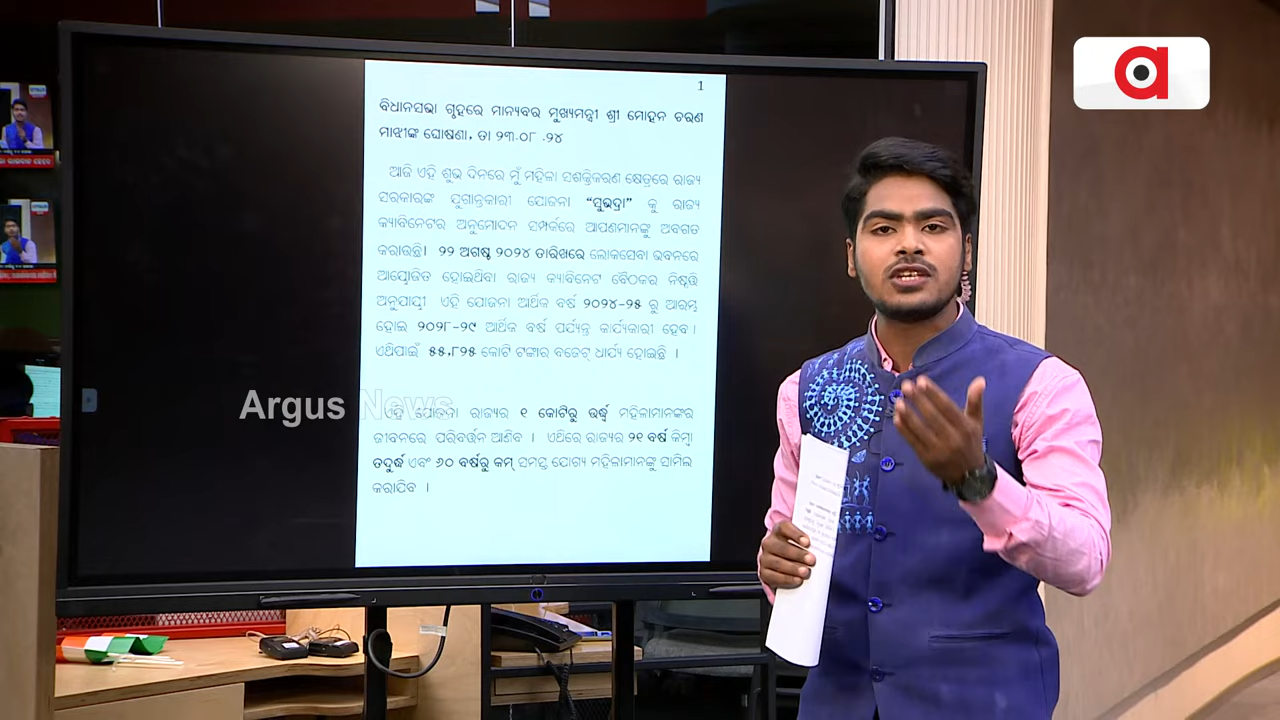 1
ବିଧାନସଭା ଗୃହରେ ମାନ୍ୟବର ମୁଖ୍ୟମନ୍ତ୍ରୀ ଶ୍ରୀ ମୋହନ ଚରଣ
ମାଝୀଙ୍କ ଘୋଷଣା, ତା ୨୩.୦୮ .୨୪
ଆଜି ଏହି ଶୁଭ ଦିନରେ ମୁଁ ମହିଳା ସଶକ୍ତିକରଣ କ୍ଷେତ୍ରରେ ରାଜ୍ୟ
ସରକାରଙ୍କ ଯୁଗାନ୍ତକାରୀ ଯୋଜନା “ସୁଭଦ୍ରା” କୁ ରାଜ୍ୟ
କ୍ୟାବିନେଟର ଅନୁମୋଦନ ସମ୍ପର୍କରେ ଆପଣମାନଙ୍କୁ ଅବଗତ
କରାଉଛି। ୨୨ ଅଗଷ୍ଟ ୨୦୨୪ ତାରିଖରେ ଲୋକସେବା ଭବନରେ
ଆୟୋଜିତ ହୋଇଥିବା ରାଜ୍ୟ କ୍ୟାବିନେଟ ବୈଠକର ନିଷ୍ପତ୍ତି
ଅନୁଯାୟୀ ଏହି ଯୋଜନା ଆର୍ଥିକ ବର୍ଷ ୨୦୨୪-୨୫ ରୁ ଆରମ୍ଭ
ହୋଇ ୨୦୨୮-୨୯ ଆର୍ଥିକ ବର୍ଷ ପର୍ଯ୍ୟନ୍ତ କାର୍ଯ୍ୟକାରୀ ହେବ।
ଏଥିପାଇଁ ୫୫,୮୨୫ କୋଟି ଟଙ୍କାର ବଜେଟ୍ ଧାର୍ଯ୍ୟ ହୋଇଛି ।
Argus News
ଏହି ଯୋଜନା ରାଜ୍ୟର ୧ କୋଟିରୁ ଉର୍ଦ୍ଧ୍ୱ ମହିଳାମାନଙ୍କର
ଜୀବନରେ ପରିବର୍ତ୍ତନ ଆଣିବ । ଏଥିରେ ରାଜ୍ୟର ୨୧ ବର୍ଷ କିମ୍ବା
ତଦୁର୍ଦ୍ଧ୍ୱ ଏବଂ ୬୦ ବର୍ଷରୁ କମ୍ ସମସ୍ତ ଯୋଗ୍ୟ ମହିଳାମାନଙ୍କୁ ସାମିଲ
କରାଯିବ ।
a